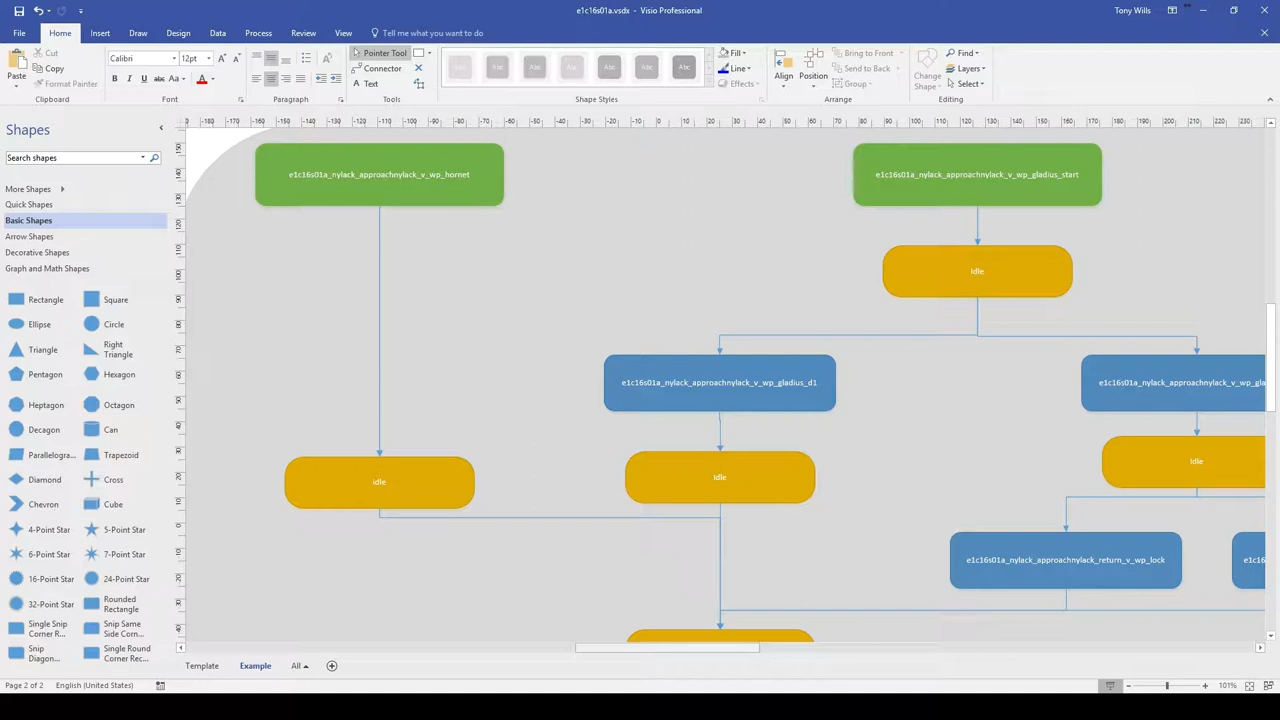 e1c16s01a.vsdx - Visio Professional
Tony Wills
File Home Insert Draw Design Data Process Review View Tell me what you want to do
Paste
Cut
Copy
Format Painter
Clipboard
Calibri 12pt
B I U abc Aa A
Font
Paragraph
Pointer Tool
Connector
Text
Tools
Abc Abc Abc Abc Abc Abc Abc
Shape Styles
Fill
Line
Effects
Align
Position
Bring to Front
Send to Back
Group
Arrange
Change Shape
Find
Layers
Select
Editing
Shapes
Search shapes
More Shapes
Quick Shapes
Basic Shapes
Arrow Shapes
Decorative Shapes
Graph and Math Shapes
Rectangle Square
Ellipse Circle
Triangle Right Triangle
Pentagon Hexagon
Heptagon Octagon
Decagon Can
Parallelogra... Trapezoid
Diamond Cross
Chevron Cube
4-Point Star 5-Point Star
6-Point Star 7-Point Star
16-Point Star 24-Point Star
32-Point Star Rounded Rectangle
Single Snip Corner R... Snip Same Side Corn...
Snip Diagon... Single Round Corner Rec...
e1c16s01a_nylack_approachnylack_v_wp_hornet
e1c16s01a_nylack_approachnylack_v_wp_gladius_start
Idle
e1c16s01a_nylack_approachnylack_v_wp_gladius_d1
e1c16s01a_nylack_approachnylack_v_wp_gla
Idle
Idle
Idle
e1c16s01a_nylack_approachnylack_return_v_wp_lock
e1c16
Template Example All
Page 2 of 2 English (United States)
101%